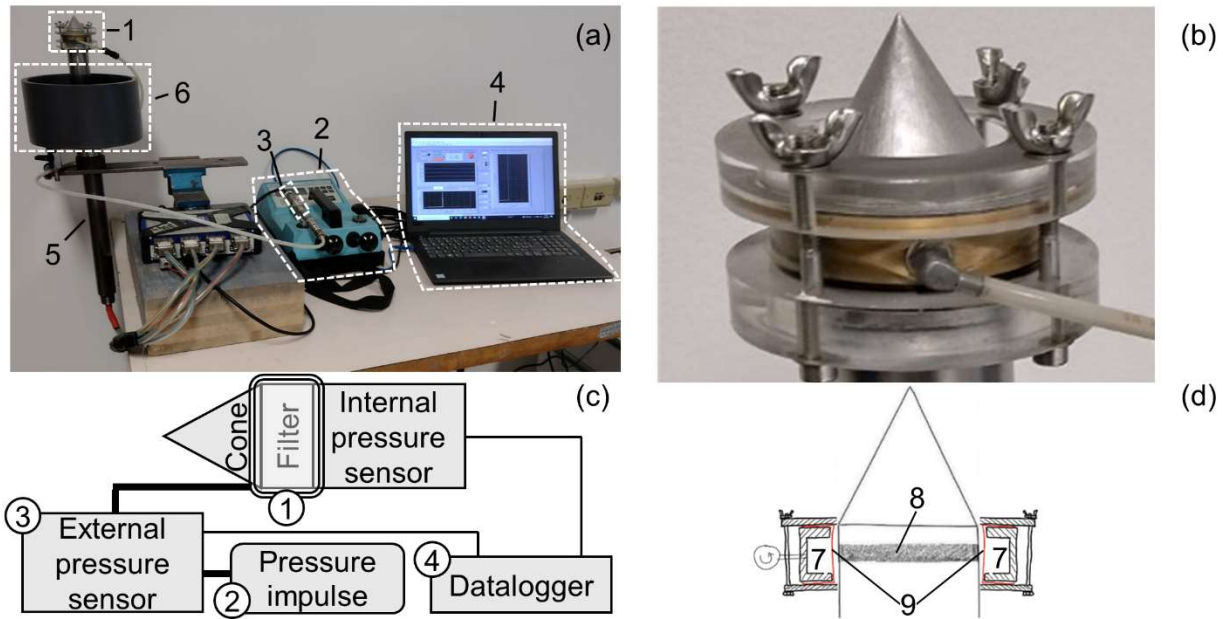 (a)
1
6
2
3
4
5
(b)
(c)
Cone
Filter
Internal
pressure
sensor
1
3
External
pressure
sensor
2
Pressure
impulse
4
Datalogger
(d)
8
7
7
9